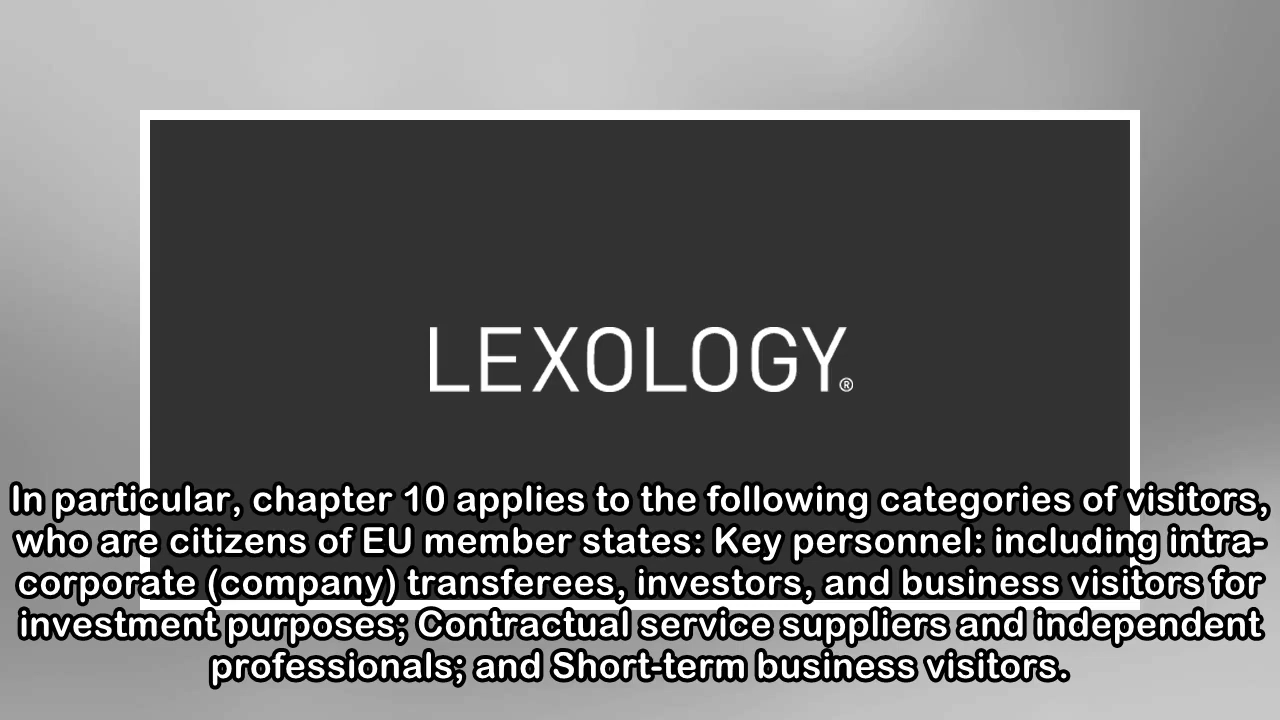 LEXOLOGY®
In particular, chapter 10 applies to the following categories of visitors,
who are citizens of EU member states: Key personnel: including intra-
corporate (company) transferees, investors, and business visitors for
investment purposes; Contractual service suppliers and independent
professionals; and Short-term business visitors.